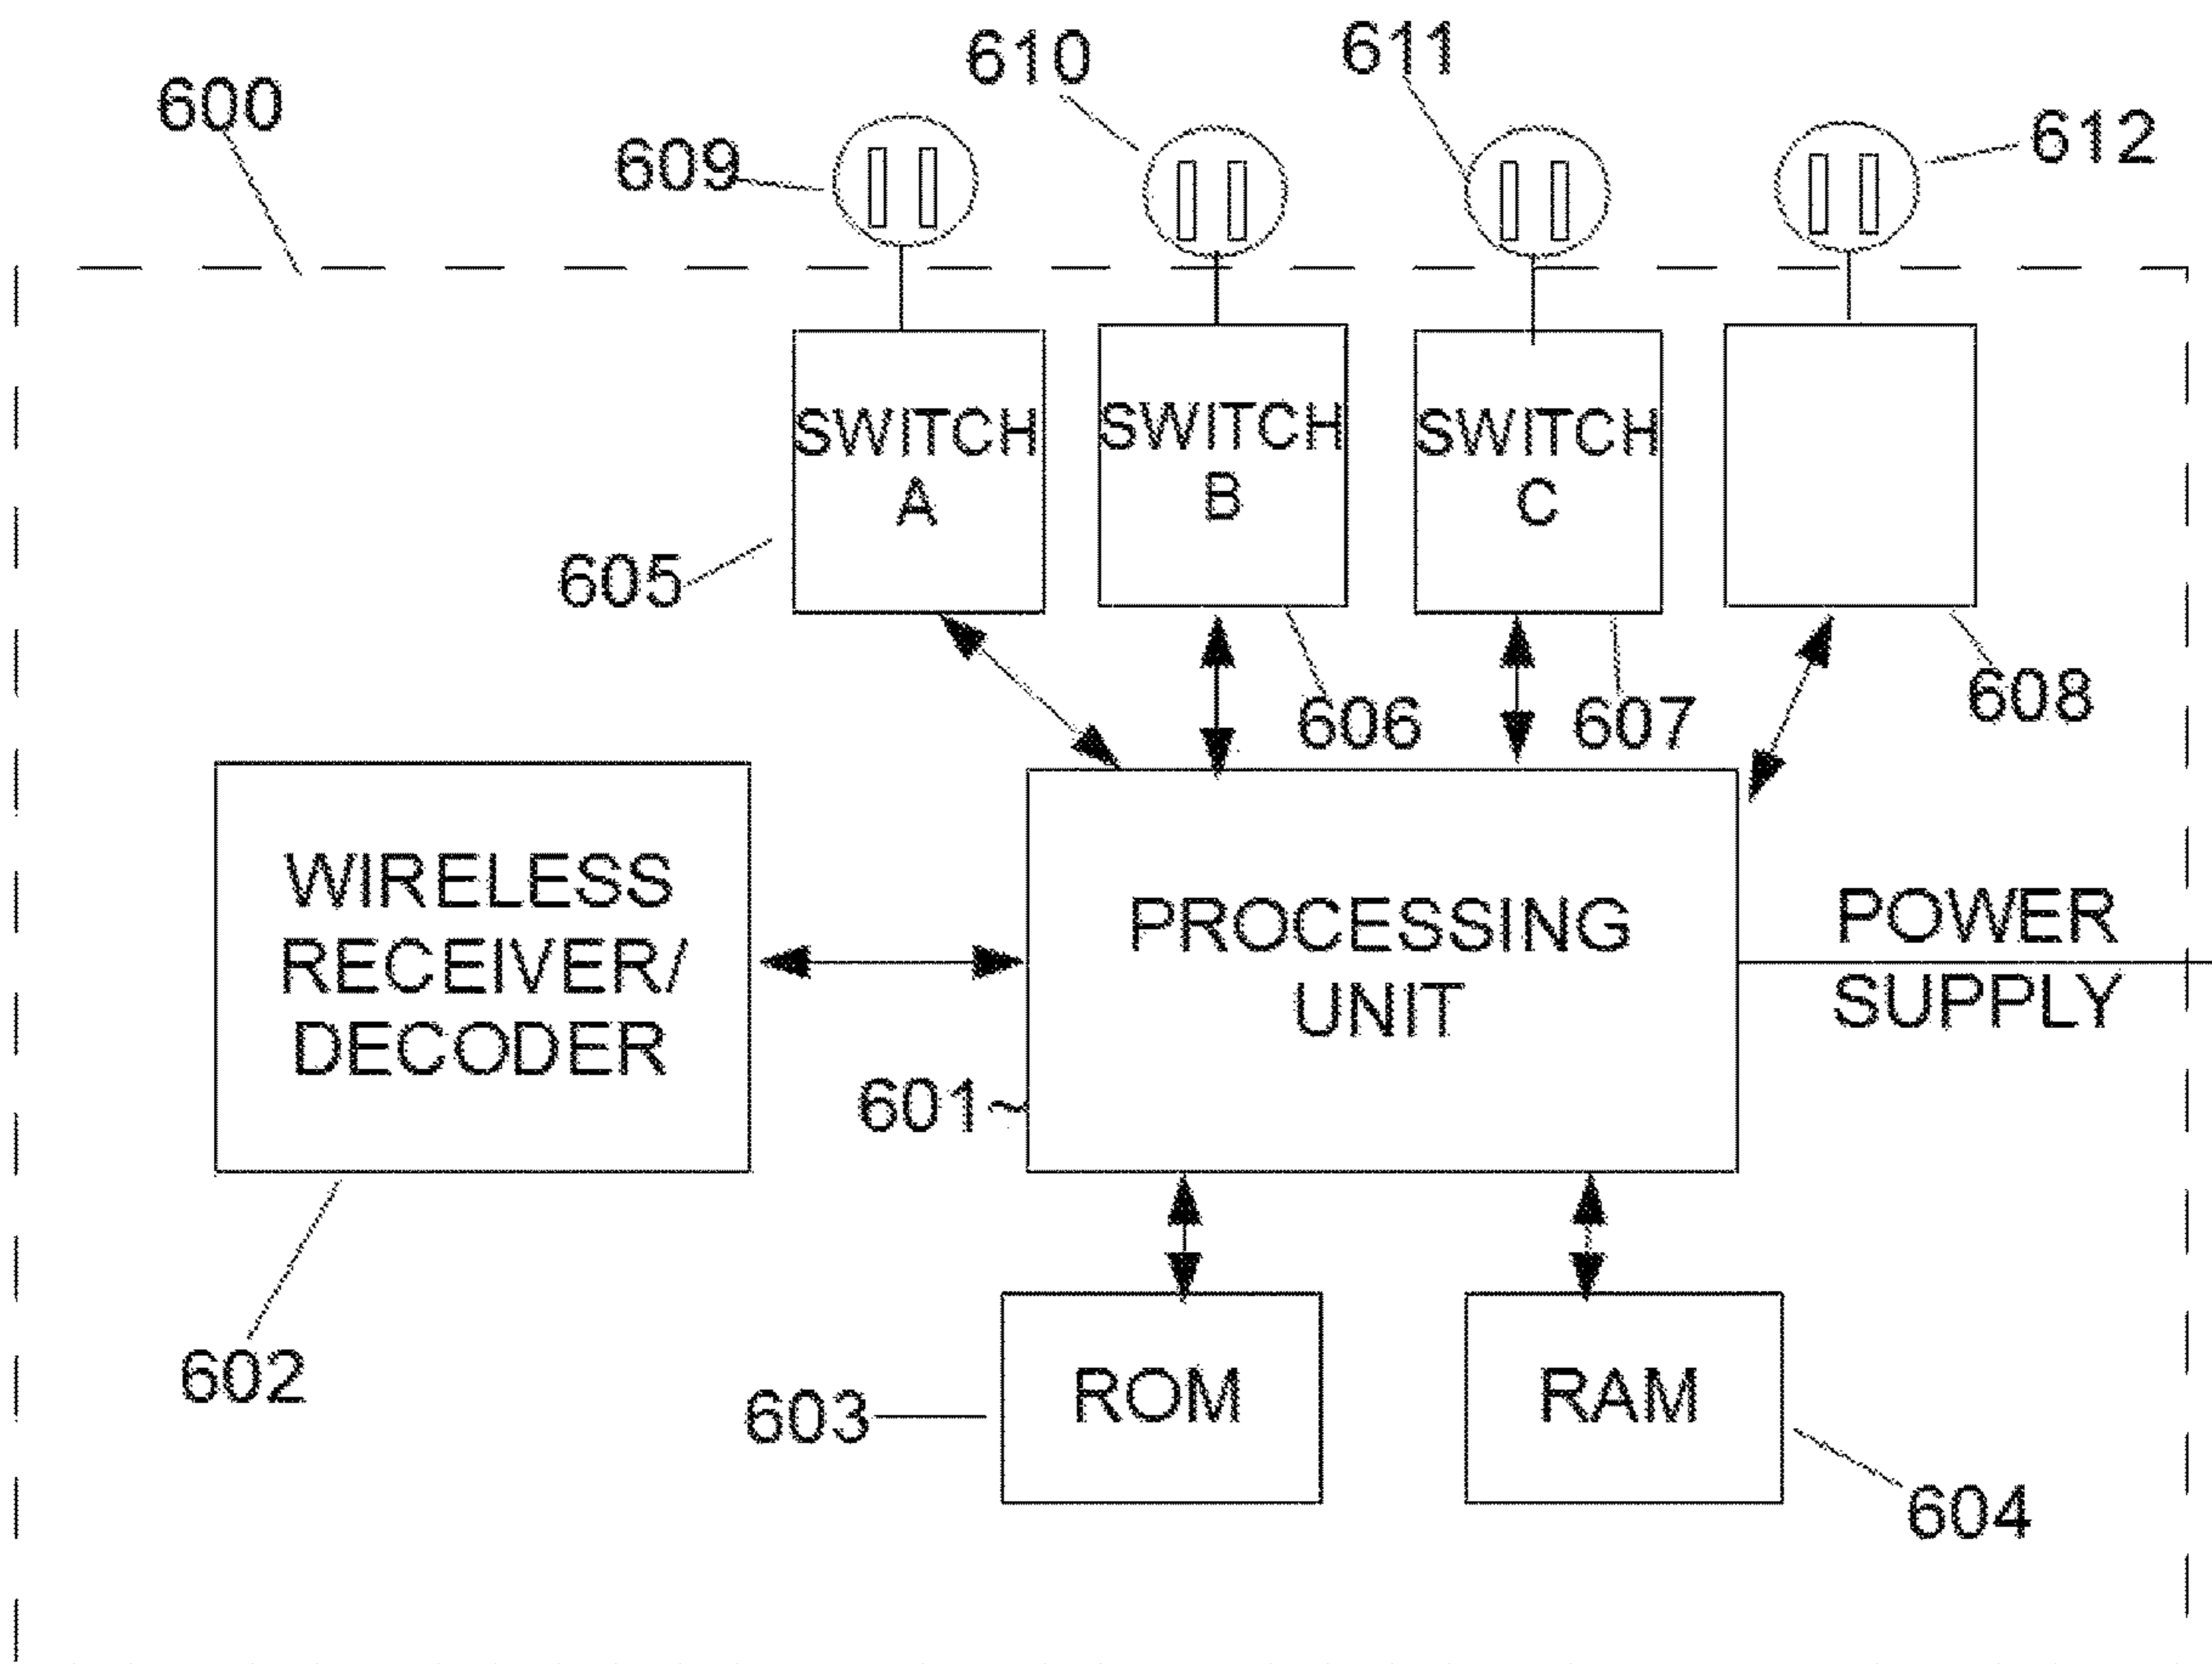 610
611
600
612
609
SWITCH
A
SWITCH
B
SWITCH
C
605
608
606
607
WIRELESS
RECEIVER/
DECODER
PROCESSING
UNIT
POWER
SUPPLY
601
602
603
ROM
RAM
604